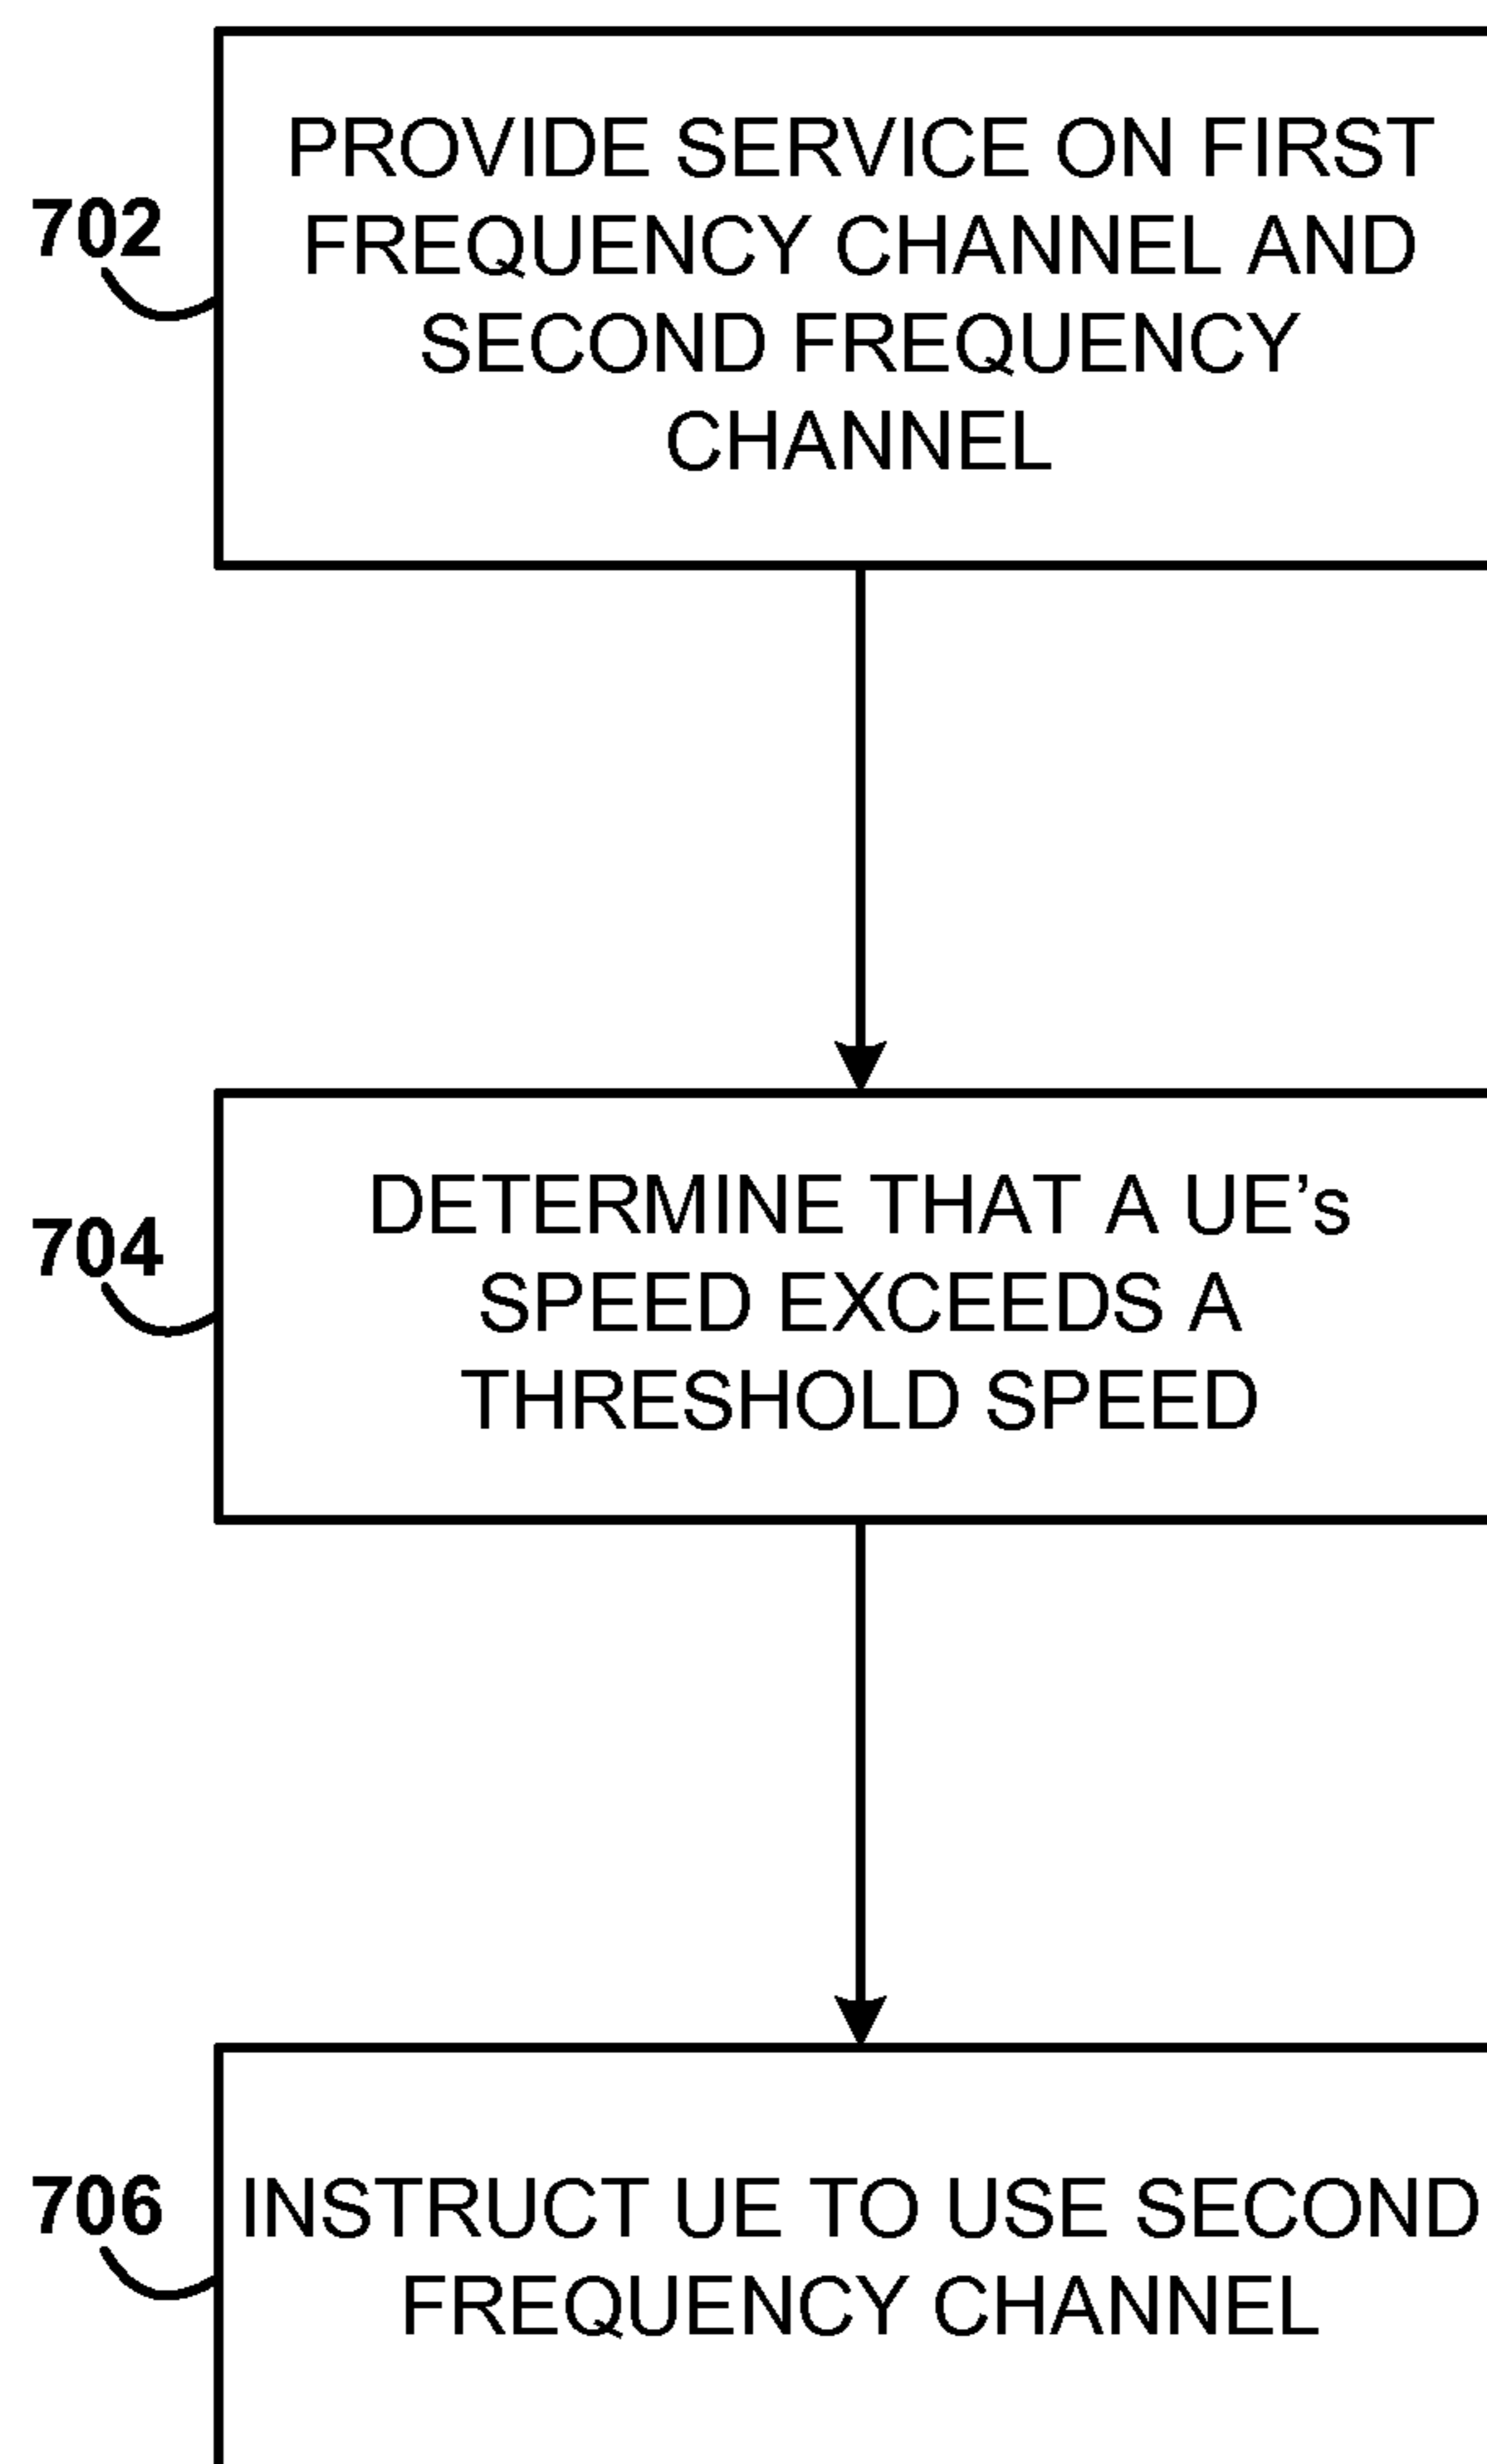 PROVIDE SERVICE ON FIRST
FREQUENCY CHANNEL AND
SECOND FREQUENCY
CHANNEL
702
DETERMINE THAT A UE's
SPEED EXCEEDS A
THRESHOLD SPEED
704
INSTRUCT UE TO USE SECOND
FREQUENCY CHANNEL
706